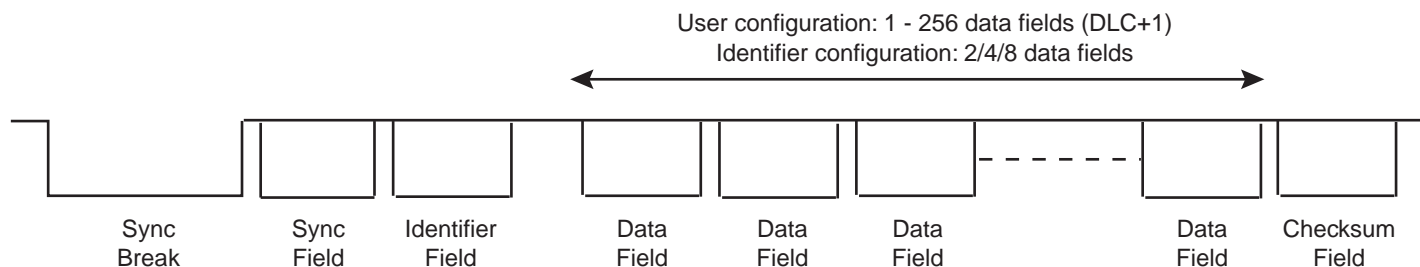 User configuration: 1 - 256 data fields (DLC+1)
Identifier configuration: 2/4/8 data fields
Sync Break
Sync Field
Identifier Field
Data Field
Data Field
Data Field
Data Field
Checksum Field